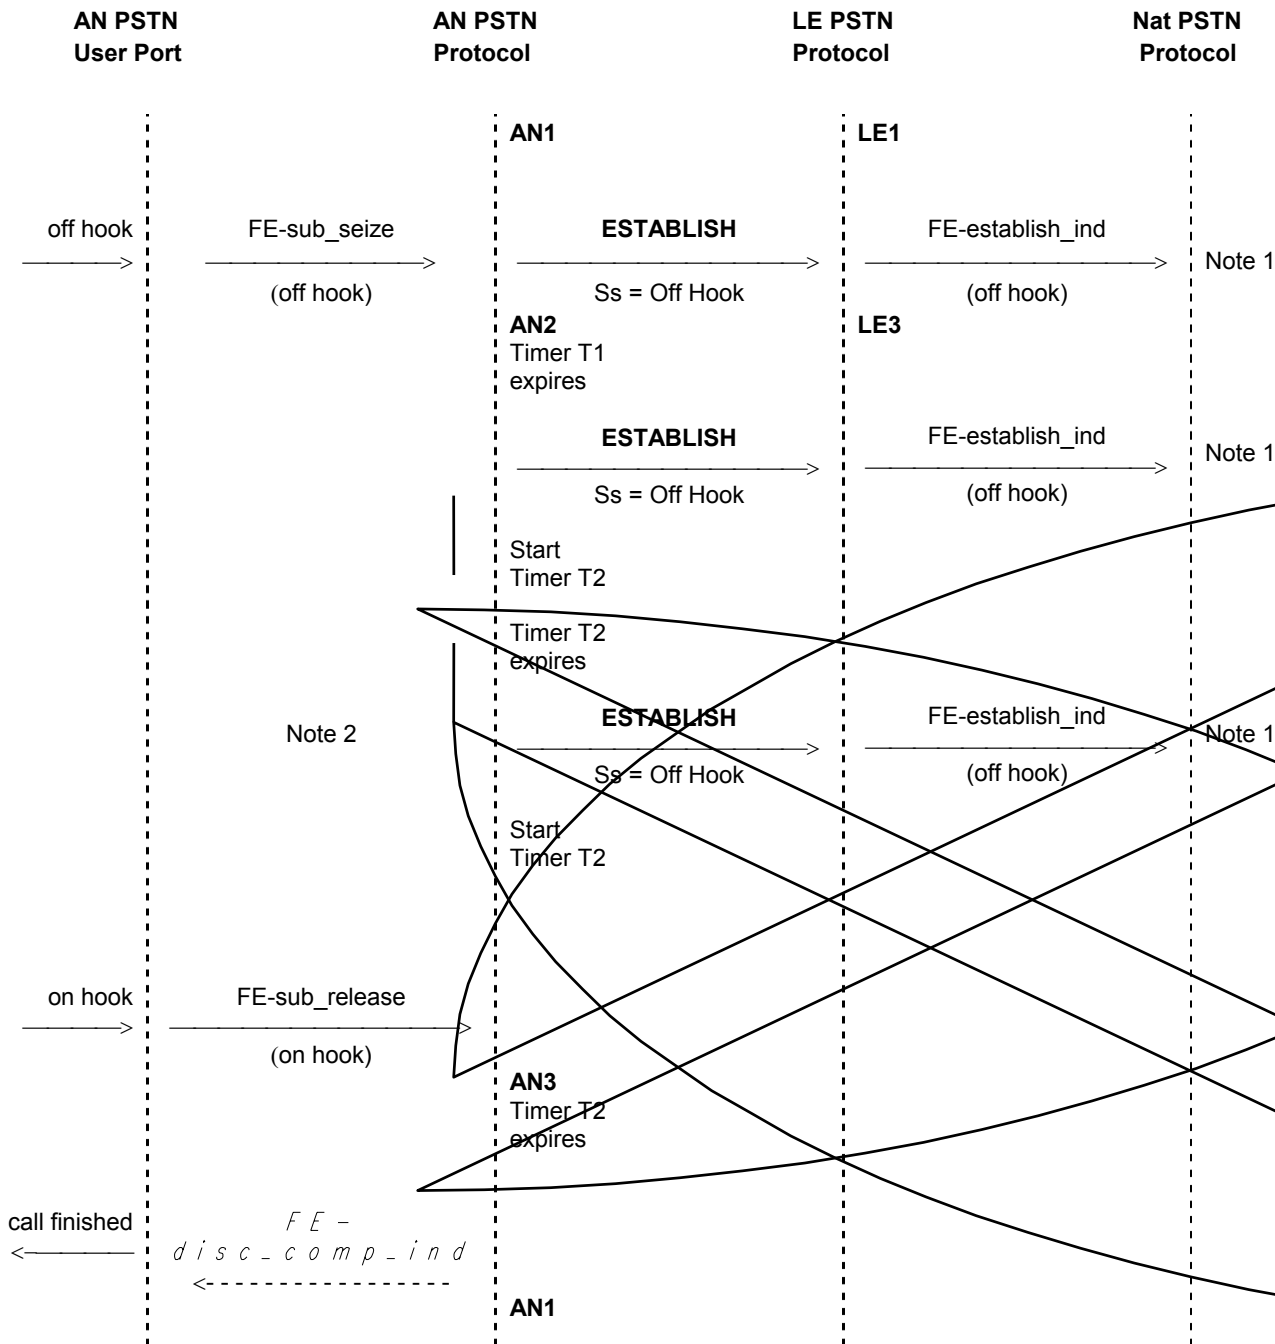 AN PSTN
User Port
AN PSTN
Protocol
LE PSTN
Protocol
Nat PSTN
Protocol
AN1
LE1
off hook
FE-sub_seize
ESTABLISH
FE-establish_ind
(off hook)
Ss = Off Hook
(off hook)
Note 1
AN2
LE3
Timer T1
expires
ESTABLISH
FE-establish_ind
Ss = Off Hook
(off hook)
Note 1
Start
Timer T2
Timer T2
expires
Note 2
ESTABLISH
FE-establish_ind
Ss = Off Hook
(off hook)
Note 1
Start
Timer T2
on hook
FE-sub_release
(on hook)
AN3
Timer T2
expires
call finished
FE-
disc_comp_ind
AN1